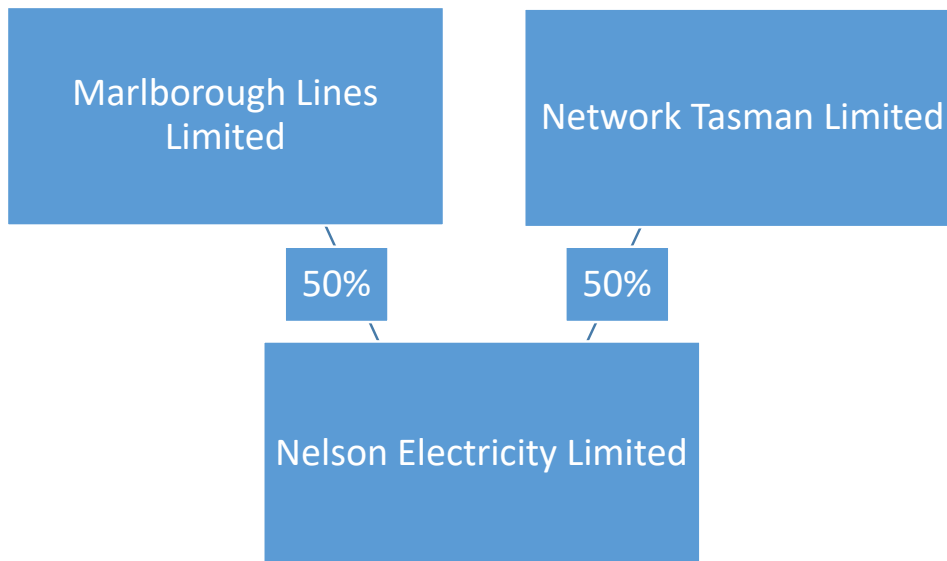 Marlborough Lines
Limited
Network Tasman Limited
50%
50%
Nelson Electricity Limited